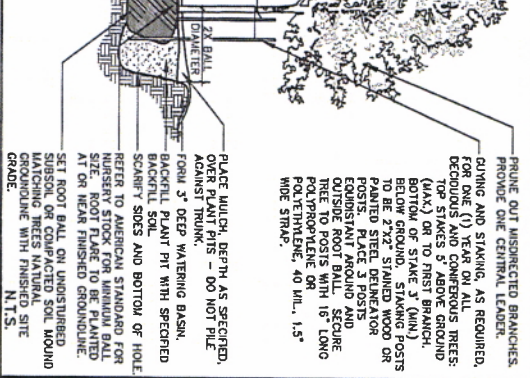 PRUNE OUT MISDIRECTED BRANCHES.
PROVIDE ONE CENTRAL LEADER.
GUYING AND STAKING, AS REQUIRED,
FOR ONE (1) YEAR ON ALL
DECIDUOUS AND CONIFEROUS TREES:
TOP STAKES 5' ABOVE GROUND
(MAX.) OR TO FIRST BRANCH.
BOTTOM OF STAKE 3' (MIN.)
BELOW GROUND, STAKING POSTS
TO BE 2"X2" STAINED WOOD OR
PAINTED STEEL DELINEATOR
POSTS. PLACE 3 POSTS
EQUIDISTANT AROUND AND
OUTSIDE ROOT BALL. SECURE
TREE TO POSTS WITH 16" LONG
POLYPROPYLENE OR
POLYETHYLENE, 40 MIL., 1.5"
WIDE STRAP.
2X BALL
DIAMETER
PLACE MULCH, DEPTH AS SPECIFIED,
OVER PLANT PITS - DO NOT PILE
AGAINST TRUNK.
FORM 3" DEEP WATERING BASIN.
BACKFILL PLANT PIT WITH SPECIFIED
BACKFILL SOIL.
SCARIFY SIDES AND BOTTOM OF HOLE.
REFER TO AMERICAN STANDARD FOR
NURSERY STOCK FOR MINIMUM BALL
SIZE. ROOT FLARE TO BE PLANTED
AT OR NEAR FINISHED GROUNDLINE.
SET ROOT BALL ON UNDISTURBED
SUBSOIL OR COMPACTED SOIL MOUND
MATCHING TREES NATURAL
GROUNDLINE WITH FINISHED SITE
GRADE.
N.T.S.